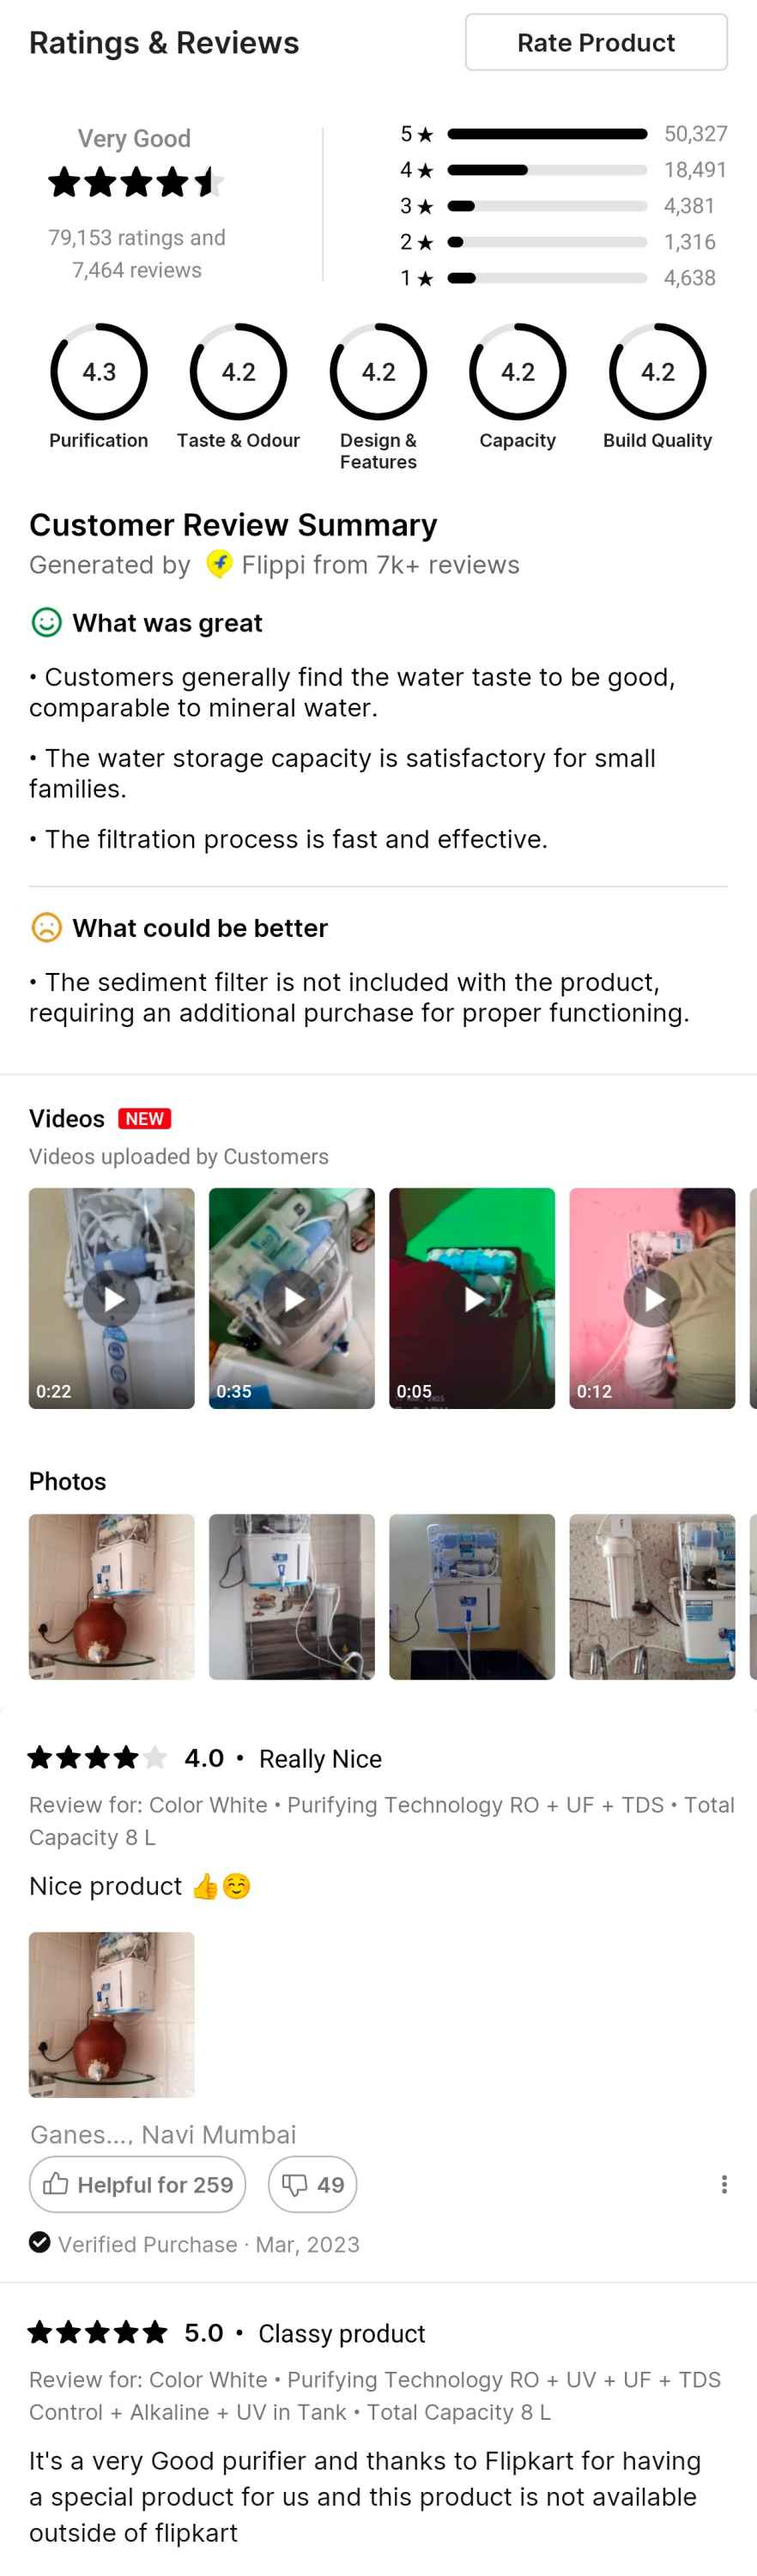 Ratings & Reviews
Rate Product
Very Good
79,153 ratings and
7,464 reviews
5★ 50,327
4★ 18,491
3★ 4,381
2★ 1,316
1★ 4,638
4.3 4.2 4.2 4.2 4.2
Purification Taste & Odour Design & Capacity Build Quality
Features
Customer Review Summary
Generated by Flippi from 7k+ reviews
What was great
• Customers generally find the water taste to be good,
comparable to mineral water.
• The water storage capacity is satisfactory for small
families.
• The filtration process is fast and effective.
What could be better
• The sediment filter is not included with the product,
requiring an additional purchase for proper functioning.
Videos NEW
Videos uploaded by Customers
0:22 0:35 0:05 0:12
Photos
4.0 • Really Nice
Review for: Color White • Purifying Technology RO + UF + TDS • Total
Capacity 8 L
Nice product 👍☺️
Ganes..., Navi Mumbai
Helpful for 259 49
Verified Purchase · Mar, 2023
5.0 • Classy product
Review for: Color White • Purifying Technology RO + UV + UF + TDS
Control + Alkaline + UV in Tank • Total Capacity 8 L
It's a very Good purifier and thanks to Flipkart for having
a special product for us and this product is not available
outside of flipkart